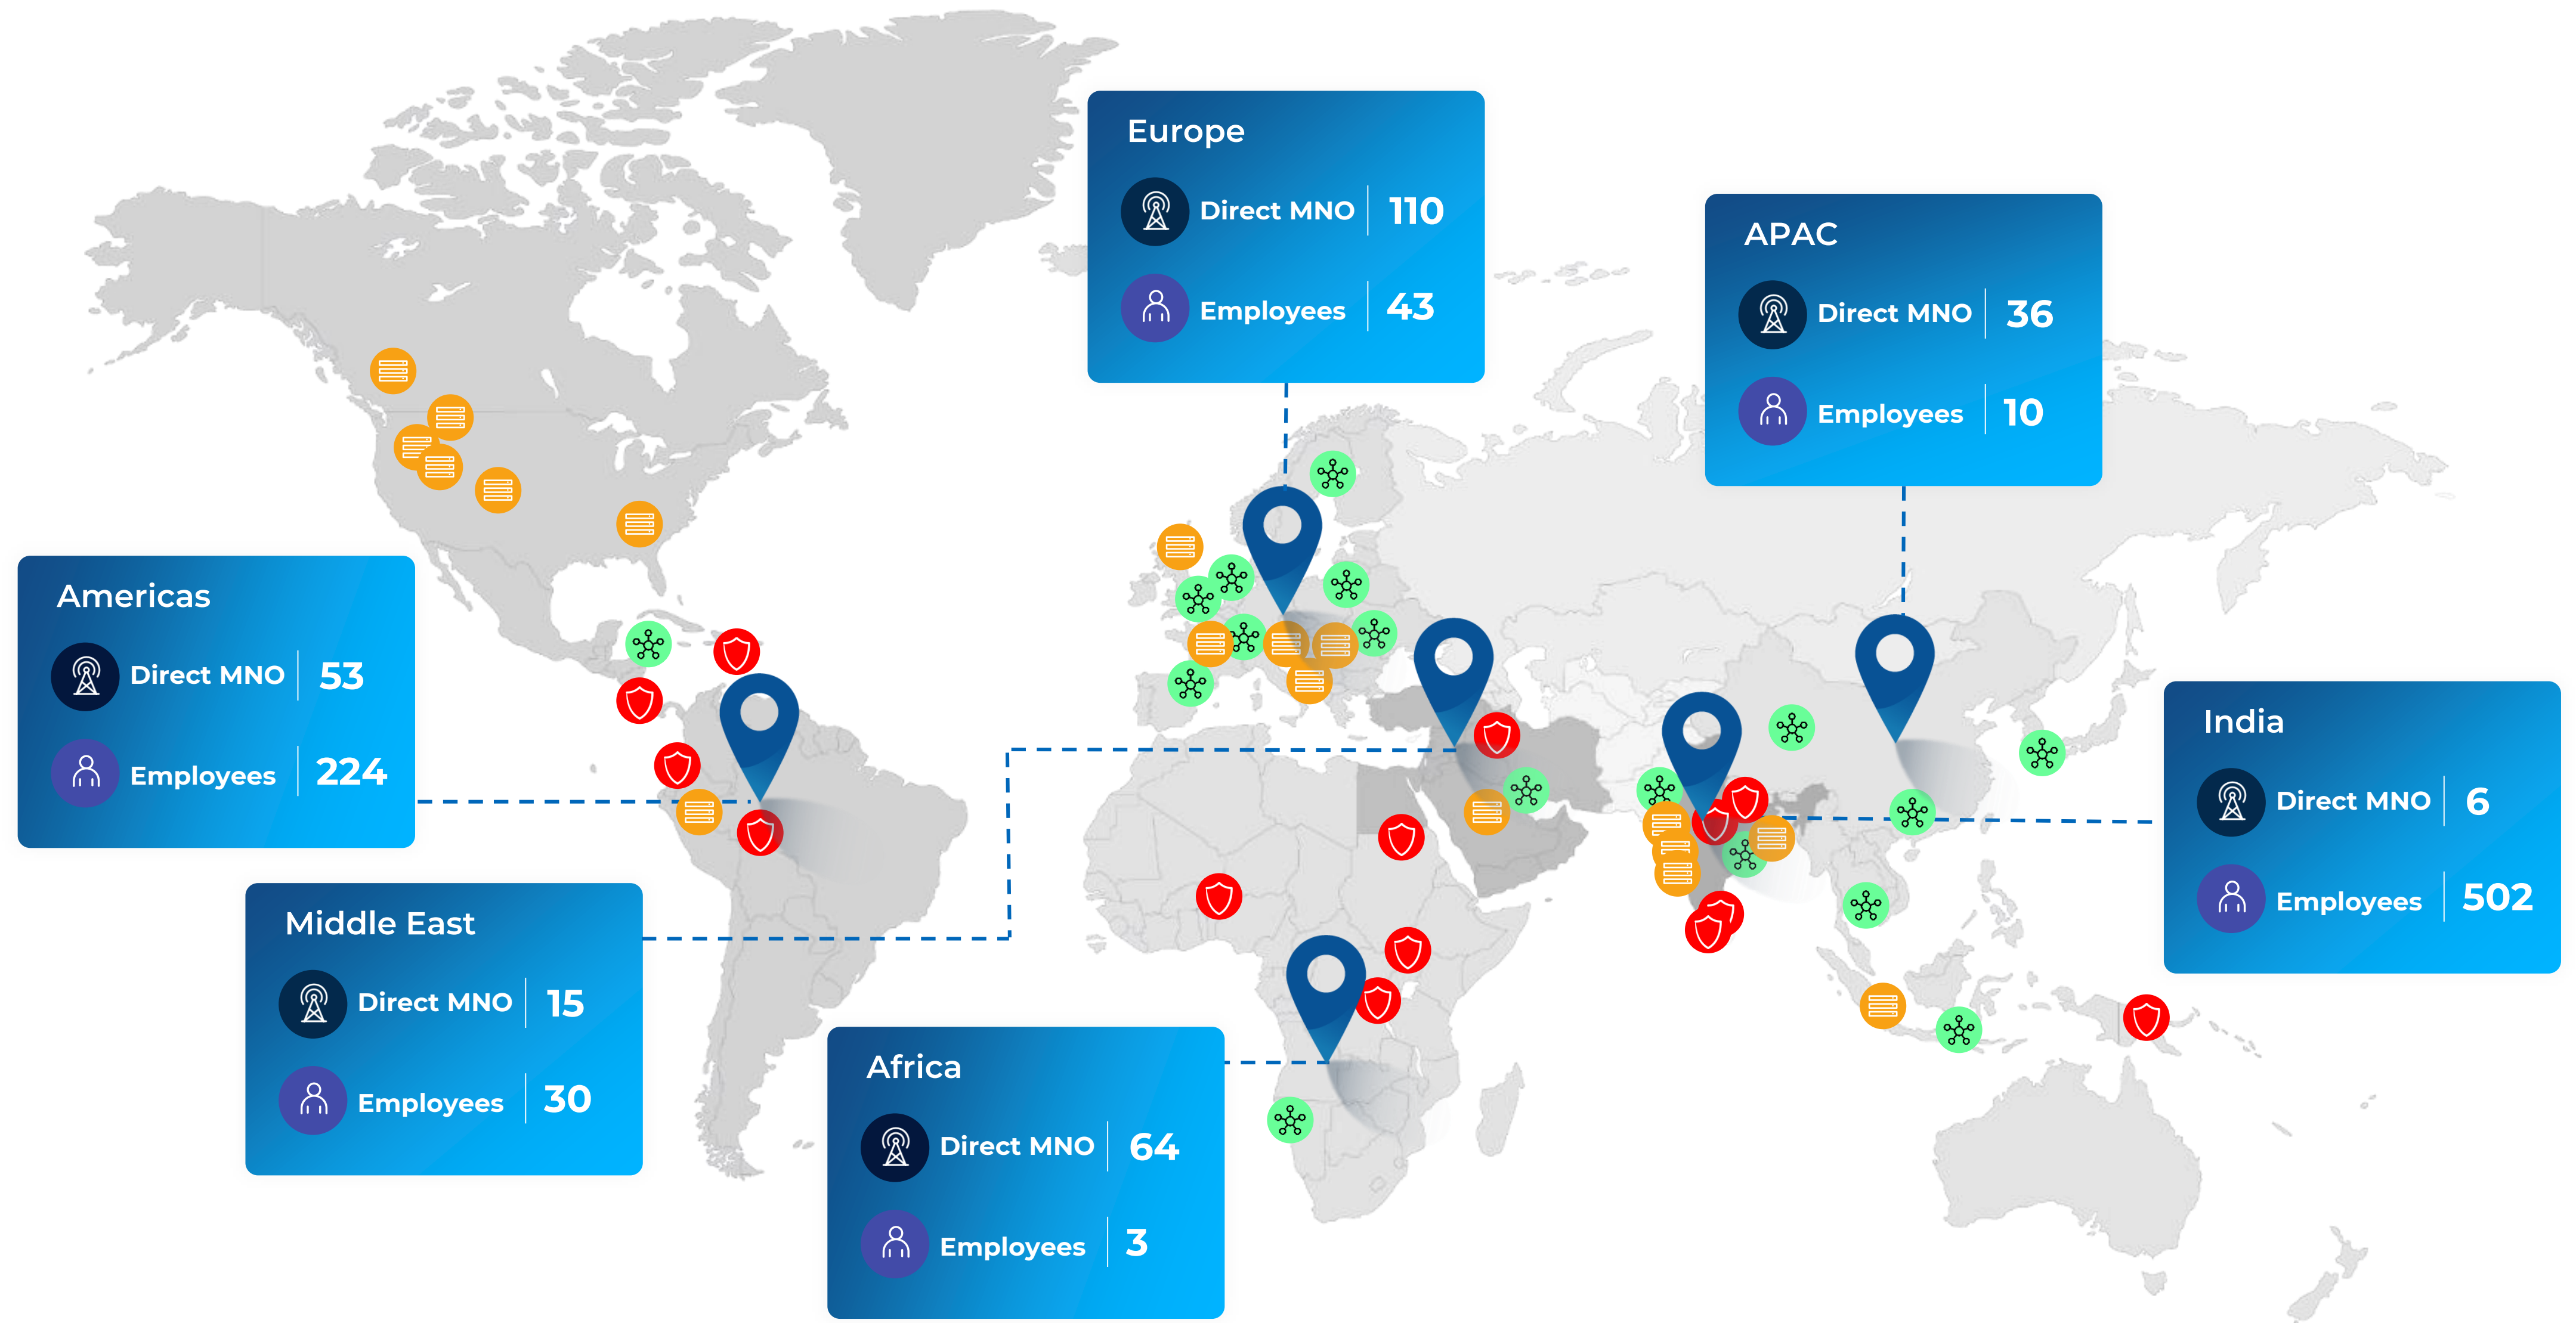 Europe
Direct MNO 110
Employees 43
APAC
Direct MNO 36
Employees 10
Americas
Direct MNO 53
Employees 224
India
Direct MNO 6
Employees 502
Middle East
Direct MNO 15
Employees 30
Africa
Direct MNO 64
Employees 3